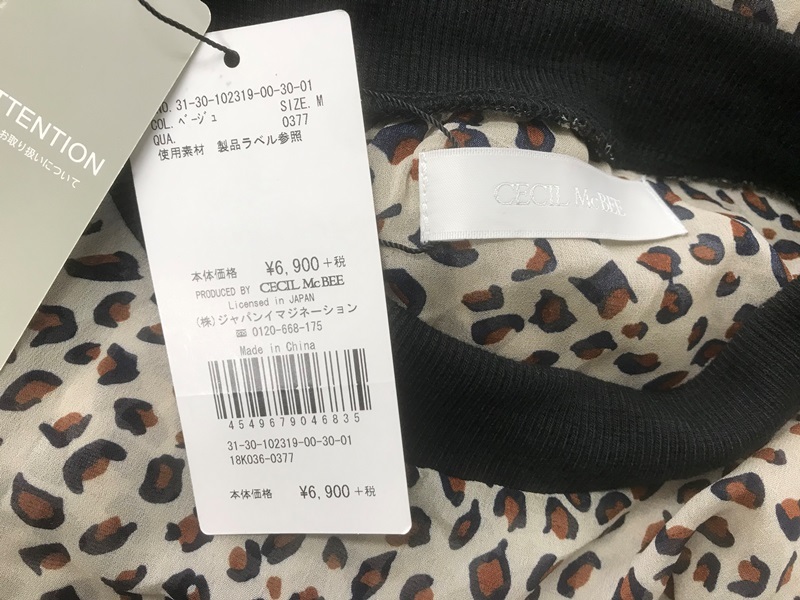 ATTENTION
お取り扱いについて
NO. 31-30-102319-00-30-01
COL. ベージュ SIZE. M
QUA. 0377
使用素材 製品ラベル参照
本体価格 ¥6,900+税
PRODUCED BY CECIL McBEE
Licensed in JAPAN
(株)ジャパンイマジネーション
0120-668-175
Made in China
4549679046835
31-30-102319-00-30-01
18K036-0377
本体価格 ¥6,900+税
CECIL McBEE